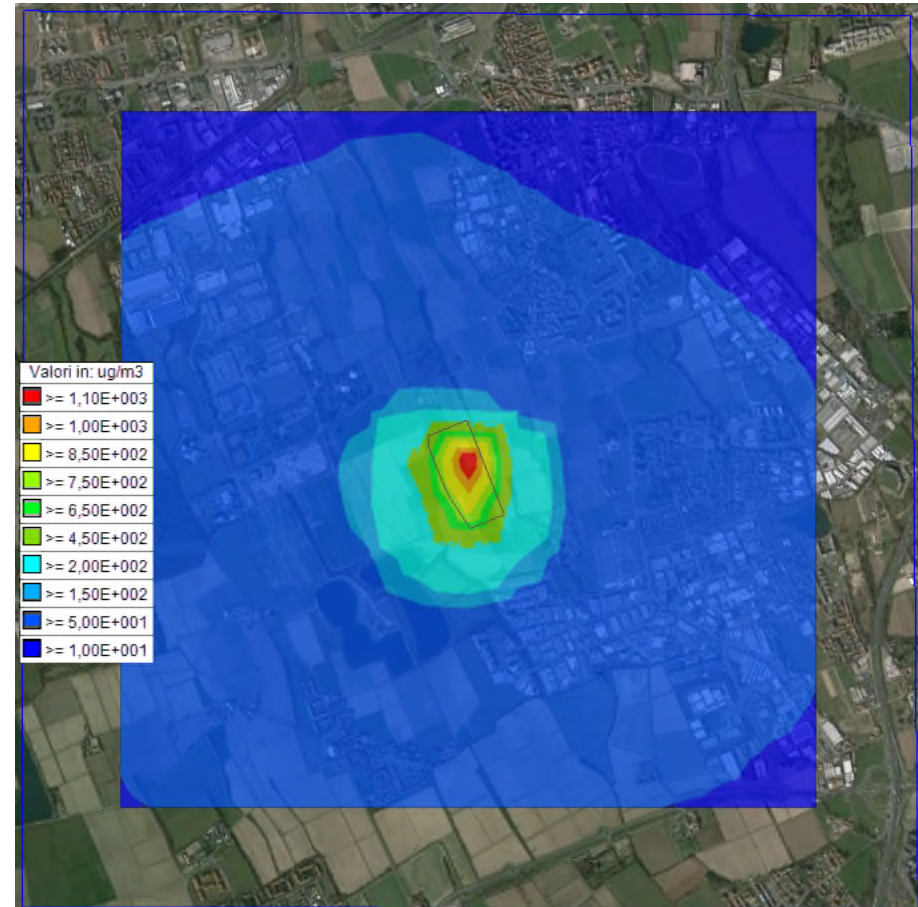 Valori in: ug/m3
>= 1,10E+003
>= 1,00E+003
>= 8,50E+002
>= 7,50E+002
>= 6,50E+002
>= 4,50E+002
>= 2,00E+002
>= 1,50E+002
>= 5,00E+001
>= 1,00E+001